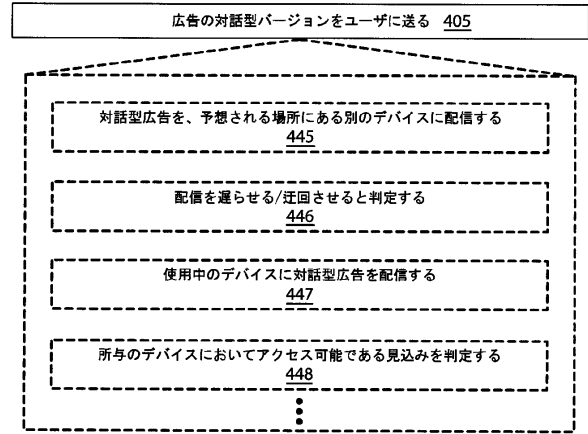 広告の対話型バージョンをユーザに送る 405
対話型広告を、予想される場所にある別のデバイスに配信する
445
配信を遅らせる/迂回させると判定する
446
使用中のデバイスに対話型広告を配信する
447
所与のデバイスにおいてアクセス可能である見込みを判定する
448